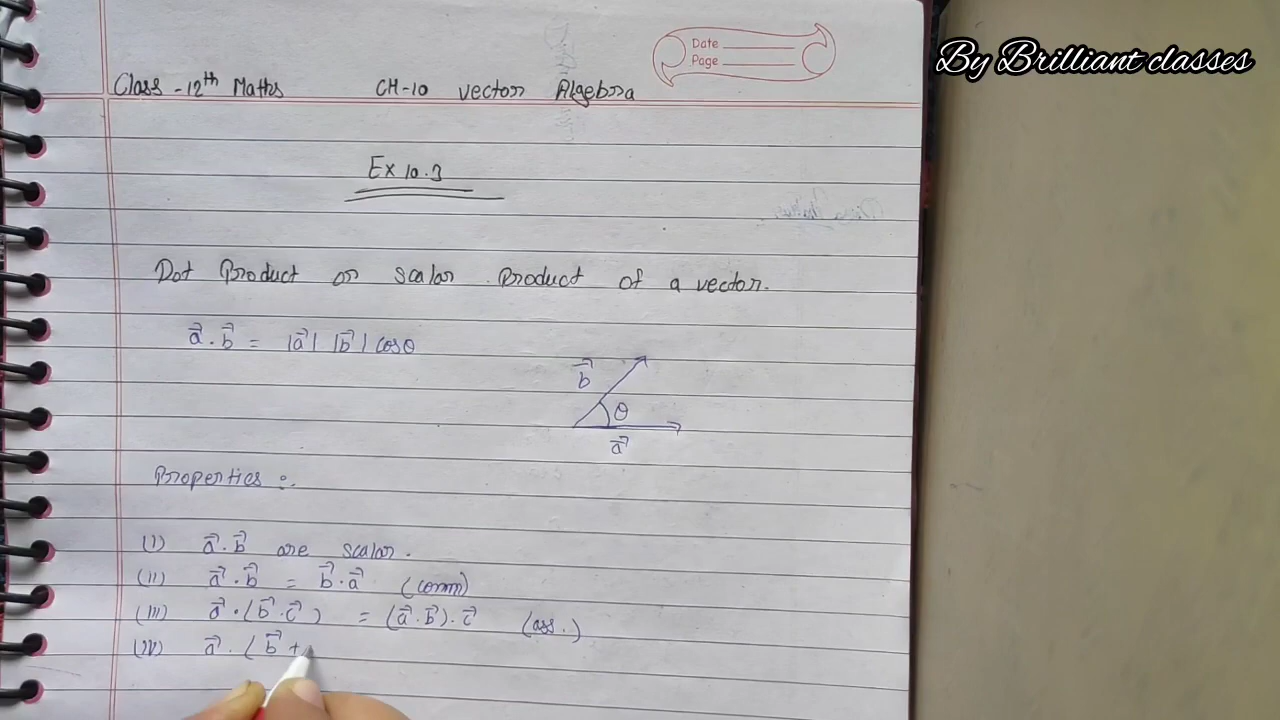 By Brilliant classes
Date
Page
Class - 12th Maths CH-10 vector Algebra
Ex 10.3
Dot Product or scalar Product of a vector.
a⃗ . b⃗ = |a⃗| |b⃗| cosθ
b⃗
θ
a⃗
Properties :.
(I) a⃗ . b⃗ are scalar.
(II) a⃗ . b⃗ = b⃗ . a⃗ (comm)
(III) a⃗ . (b⃗ . c⃗) = (a⃗ . b⃗) . c⃗ (ass.)
(IV) a⃗ . (b⃗ +